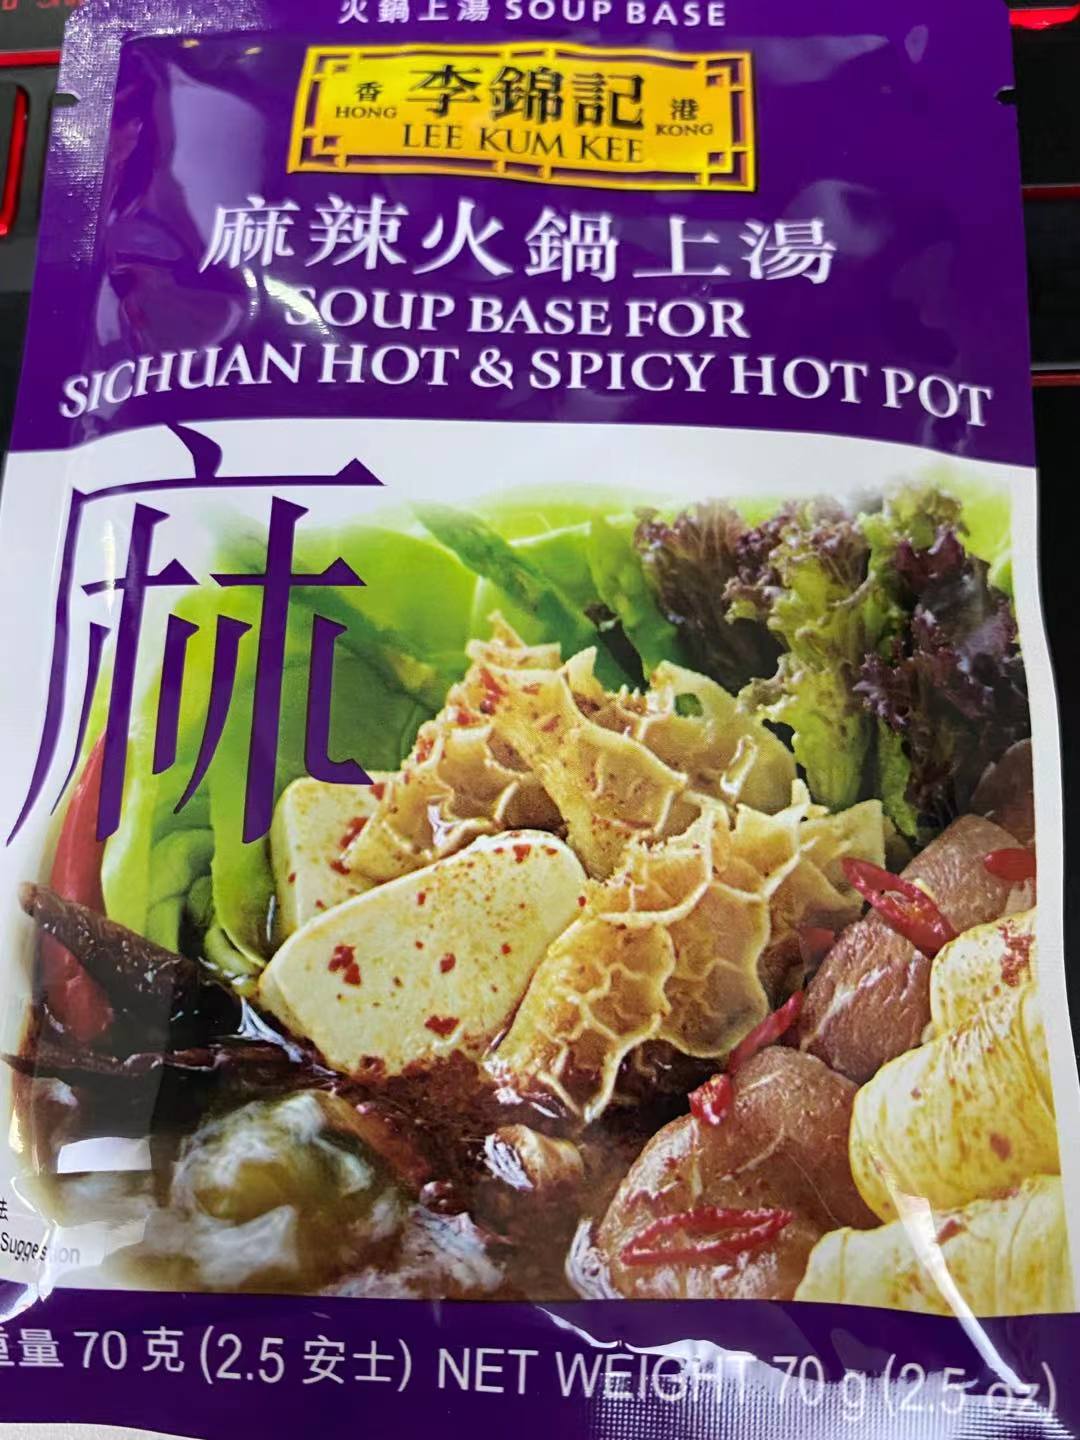 火鍋上湯 SOUP BASE
香 李錦記 港
HONG LEE KUM KEE KONG
麻辣火鍋上湯
SOUP BASE FOR
SICHUAN HOT & SPICY HOT POT
麻
法
Suggestion
重量 70 克 (2.5 安士) NET WEIGHT 70 g (2.5 oz)